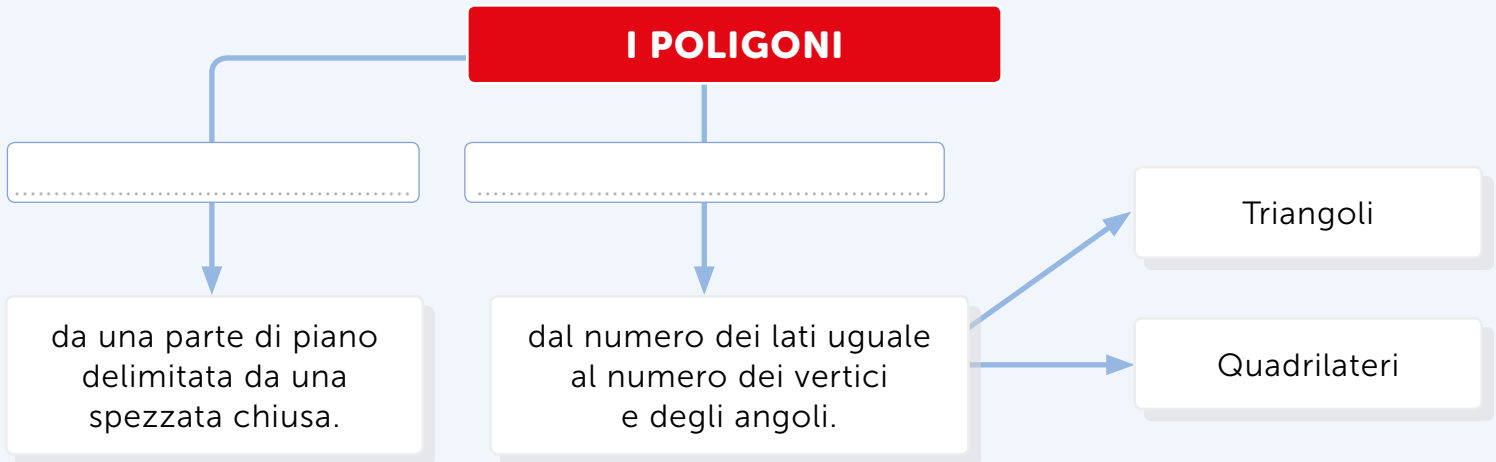 I POLIGONI
Triangoli
da una parte di piano
delimitata da una
spezzata chiusa.
dal numero dei lati uguale
al numero dei vertici
e degli angoli.
Quadrilateri